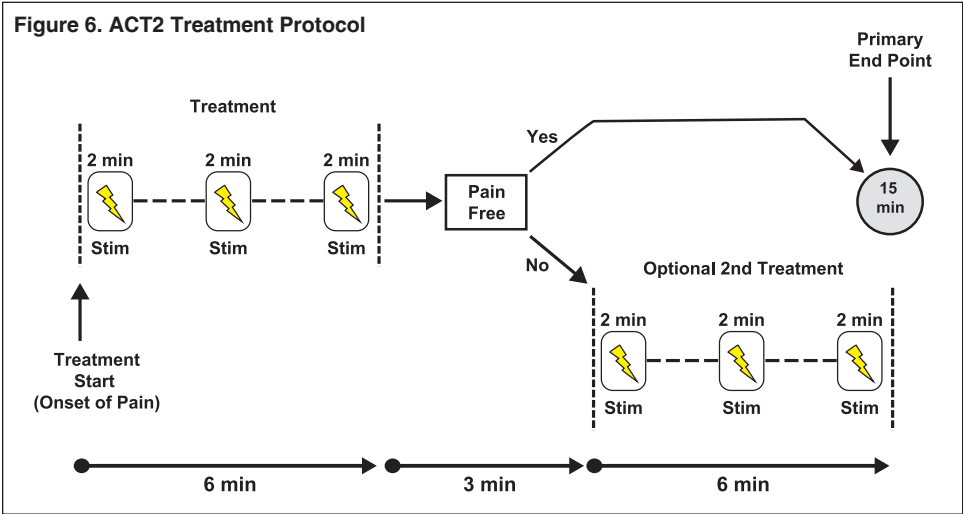 Figure 6. ACT2 Treatment Protocol
Primary
End Point
Treatment
Yes
2 min 2 min 2 min
Pain
Free
15
min
Stim Stim Stim
No
Optional 2nd Treatment
2 min 2 min 2 min
Treatment
Start
(Onset of Pain)
Stim Stim Stim
6 min 3 min 6 min